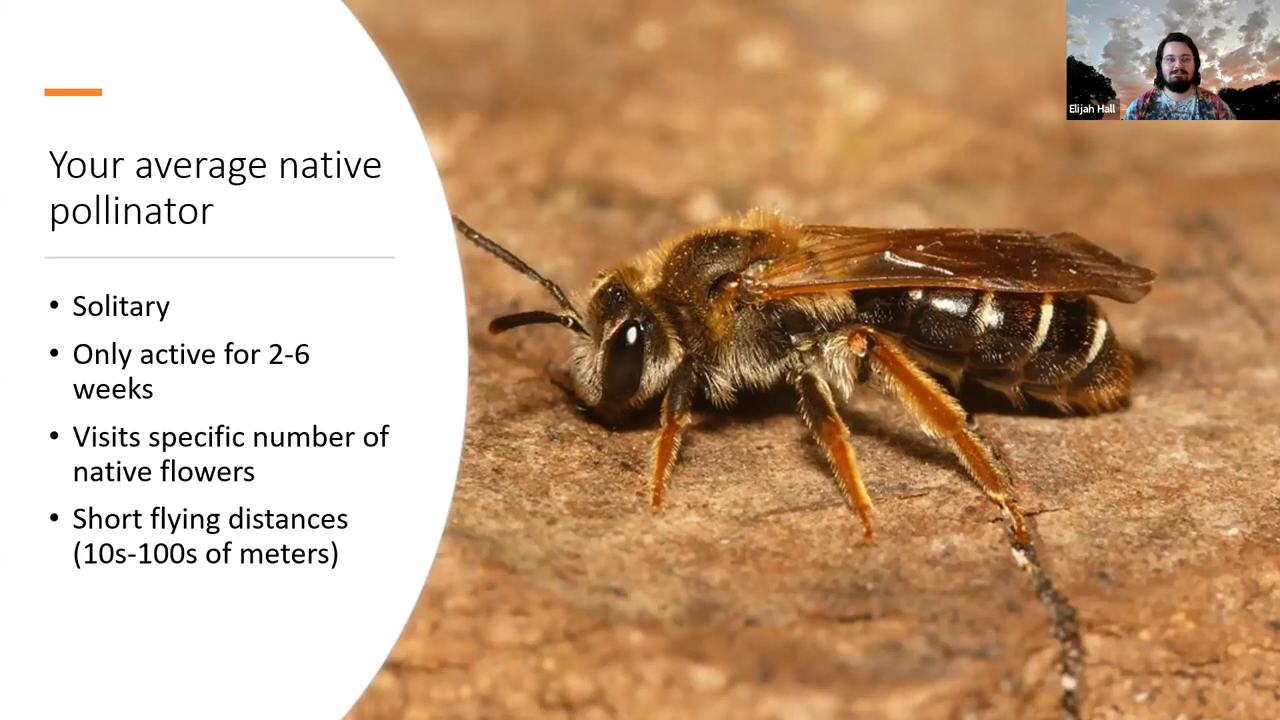 Elijah Hall
Your average native
pollinator
• Solitary
• Only active for 2-6
weeks
• Visits specific number of
native flowers
• Short flying distances
(10s-100s of meters)